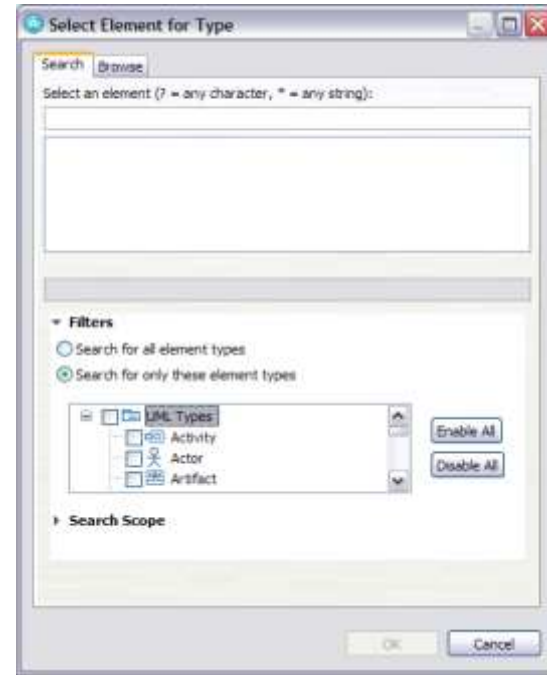 Select Element for Type
Search Browse
Select an element (? = any character, * = any string):
Filters
Search for all element types
Search for only these element types
UML Types
Activity
Actor
Artifact
Enable All
Disable All
Search Scope
OK Cancel